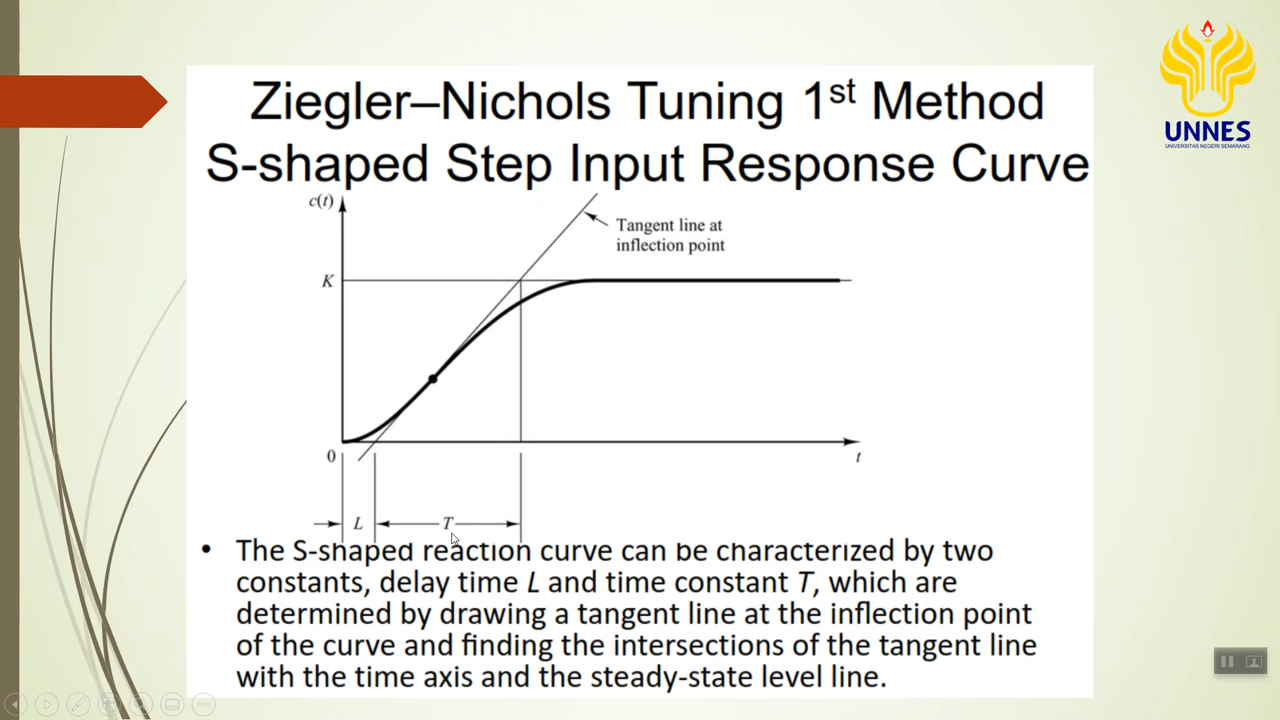 Ziegler–Nichols Tuning 1st Method
S-shaped Step Input Response Curve
UNNES
UNIVERSITAS NEGERI SEMARANG
c(t)
Tangent line at
inflection point
K
0
t
L
T
• The S-shaped reaction curve can be characterized by two
constants, delay time L and time constant T, which are
determined by drawing a tangent line at the inflection point
of the curve and finding the intersections of the tangent line
with the time axis and the steady-state level line.